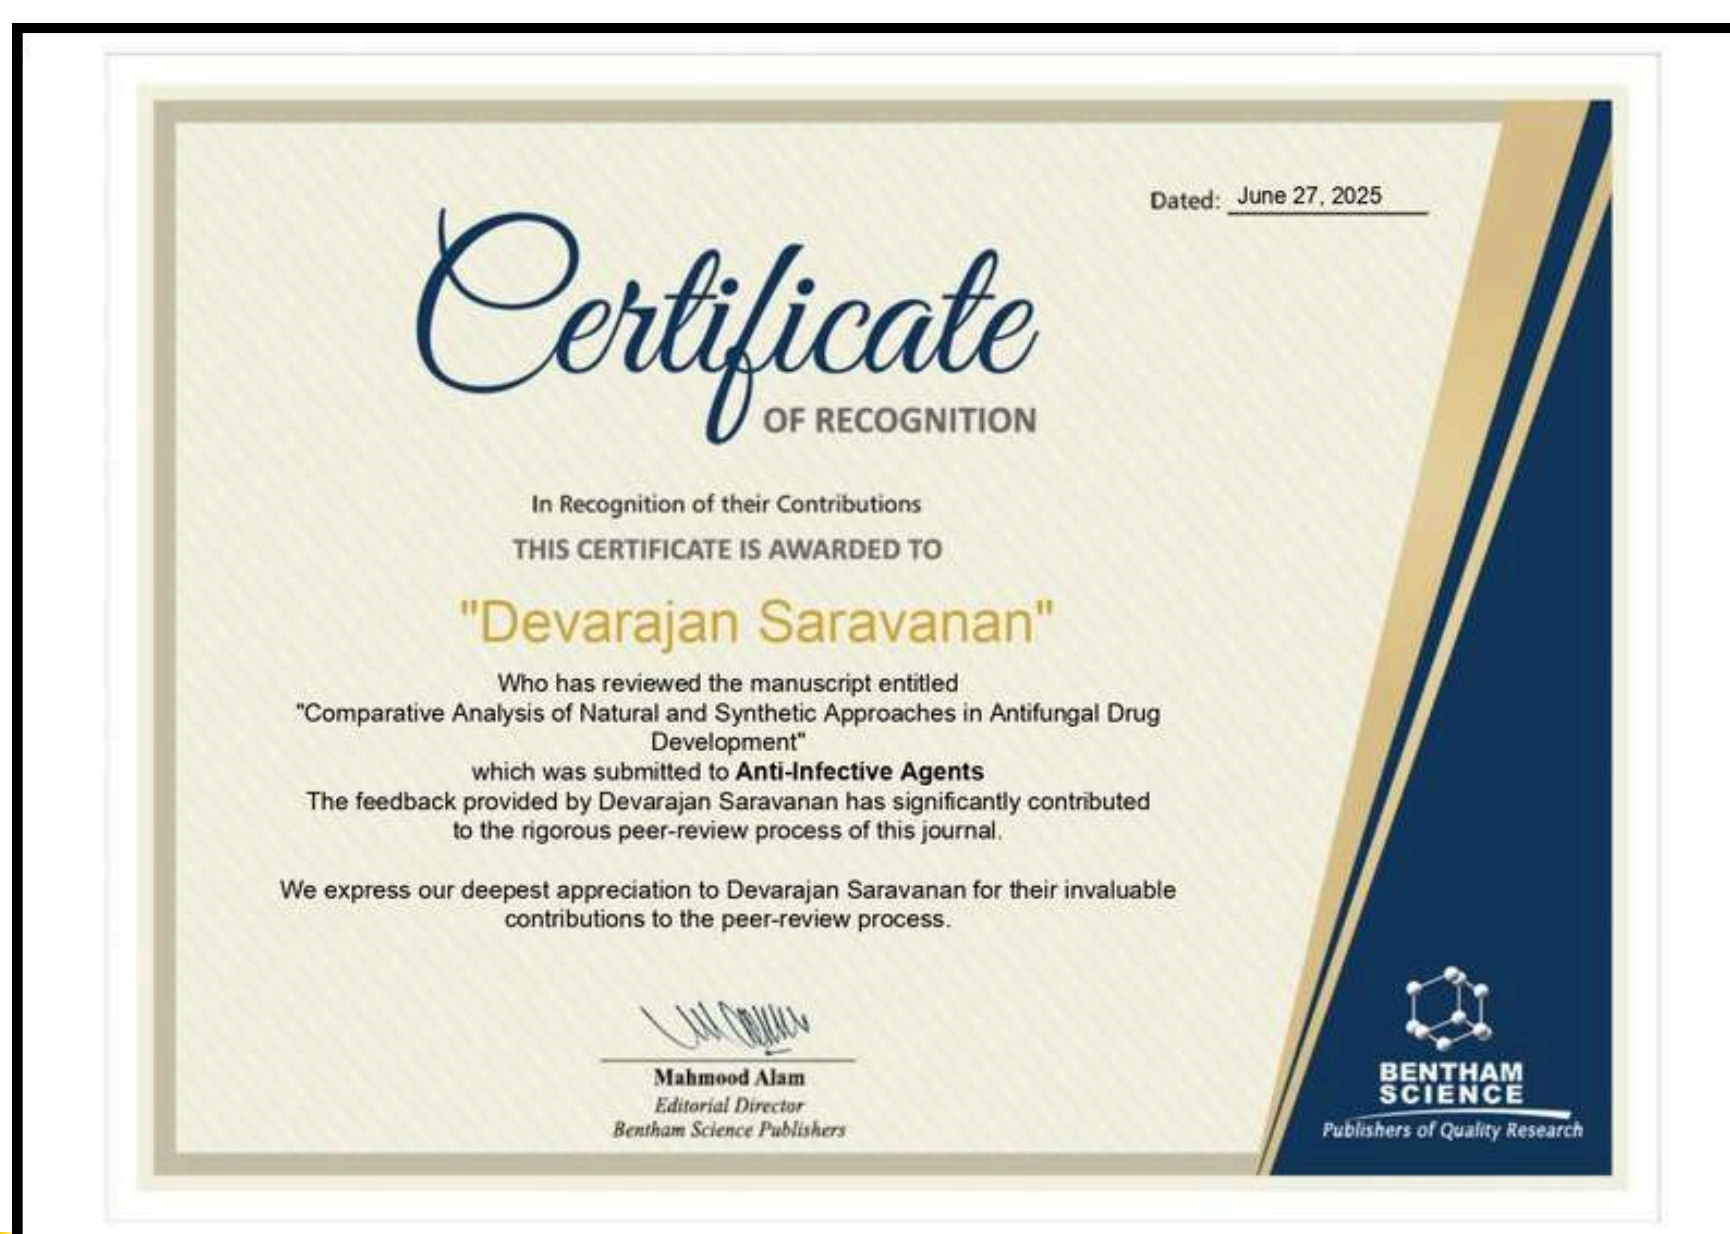 Dated: June 27, 2025
Certificate
OF RECOGNITION
In Recognition of their Contributions
THIS CERTIFICATE IS AWARDED TO
"Devarajan Saravanan"
Who has reviewed the manuscript entitled
"Comparative Analysis of Natural and Synthetic Approaches in Antifungal Drug
Development"
which was submitted to Anti-Infective Agents
The feedback provided by Devarajan Saravanan has significantly contributed
to the rigorous peer-review process of this journal.
We express our deepest appreciation to Devarajan Saravanan for their invaluable
contributions to the peer-review process.
Mahmood Alam
Editorial Director
Bentham Science Publishers
BENTHAM
SCIENCE
Publishers of Quality Research